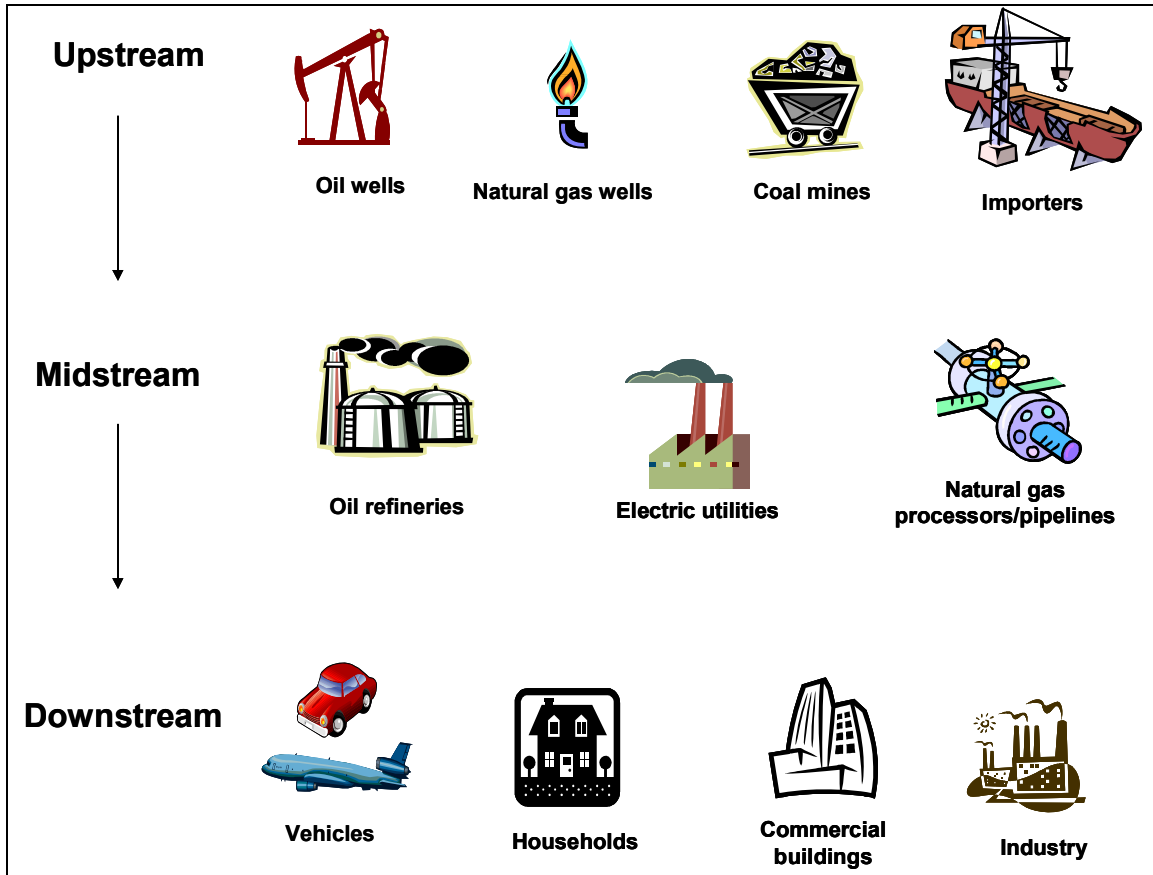 Upstream
Oil wells
Natural gas wells
Coal mines
Importers
Midstream
Oil refineries
Electric utilities
Natural gas
processors/pipelines
Downstream
Vehicles
Households
Commercial
buildings
Industry